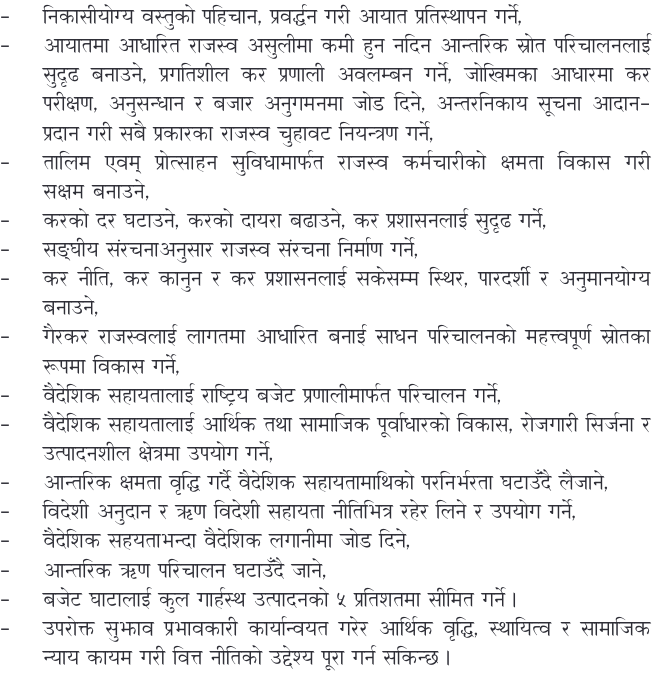 – निकासीयोग्य वस्तुको पहिचान, प्रवर्द्धन गरी आयात प्रतिस्थापन गर्ने,
– आयातमा आधारित राजस्व असुलीमा कमी हुन नदिन आन्तरिक स्रोत परिचालनलाई
सुदृढ बनाउने, प्रगतिशील कर प्रणाली अवलम्बन गर्ने, जोखिमका आधारमा कर
परीक्षण, अनुसन्धान र बजार अनुगमनमा जोड दिने, अन्तरनिकाय सूचना आदान–
प्रदान गरी सबै प्रकारका राजस्व चुहावट नियन्त्रण गर्ने,
– तालिम एवम् प्रोत्साहन सुविधामार्फत राजस्व कर्मचारीको क्षमता विकास गरी
सक्षम बनाउने,
– करको दर घटाउने, करको दायरा बढाउने, कर प्रशासनलाई सुदृढ गर्ने,
– सङ्घीय संरचनाअनुसार राजस्व संरचना निर्माण गर्ने,
– कर नीति, कर कानुन र कर प्रशासनलाई सकेसम्म स्थिर, पारदर्शी र अनुमानयोग्य
बनाउने,
– गैरकर राजस्वलाई लागतमा आधारित बनाई साधन परिचालनको महत्त्वपूर्ण स्रोतका
रूपमा विकास गर्ने,
– वैदेशिक सहायतालाई राष्ट्रिय बजेट प्रणालीमार्फत परिचालन गर्ने,
– वैदेशिक सहायतालाई आर्थिक तथा सामाजिक पूर्वाधारको विकास, रोजगारी सिर्जना र
उत्पादनशील क्षेत्रमा उपयोग गर्ने,
– आन्तरिक क्षमता वृद्धि गर्दै वैदेशिक सहायतामाथिको परनिर्भरता घटाउँदै लैजाने,
– विदेशी अनुदान र ऋण विदेशी सहायता नीतिभित्र रहेर लिने र उपयोग गर्ने,
– वैदेशिक सहयताभन्दा वैदेशिक लगानीमा जोड दिने,
– आन्तरिक ऋण परिचालन घटाउँदै जाने,
– बजेट घाटालाई कुल गार्हस्थ उत्पादनको ५ प्रतिशतमा सीमित गर्ने ।
– उपरोक्त सुझाव प्रभावकारी कार्यान्वयत गरेर आर्थिक वृद्धि, स्थायित्व र सामाजिक
न्याय कायम गरी वित्त नीतिको उद्देश्य पूरा गर्न सकिन्छ ।